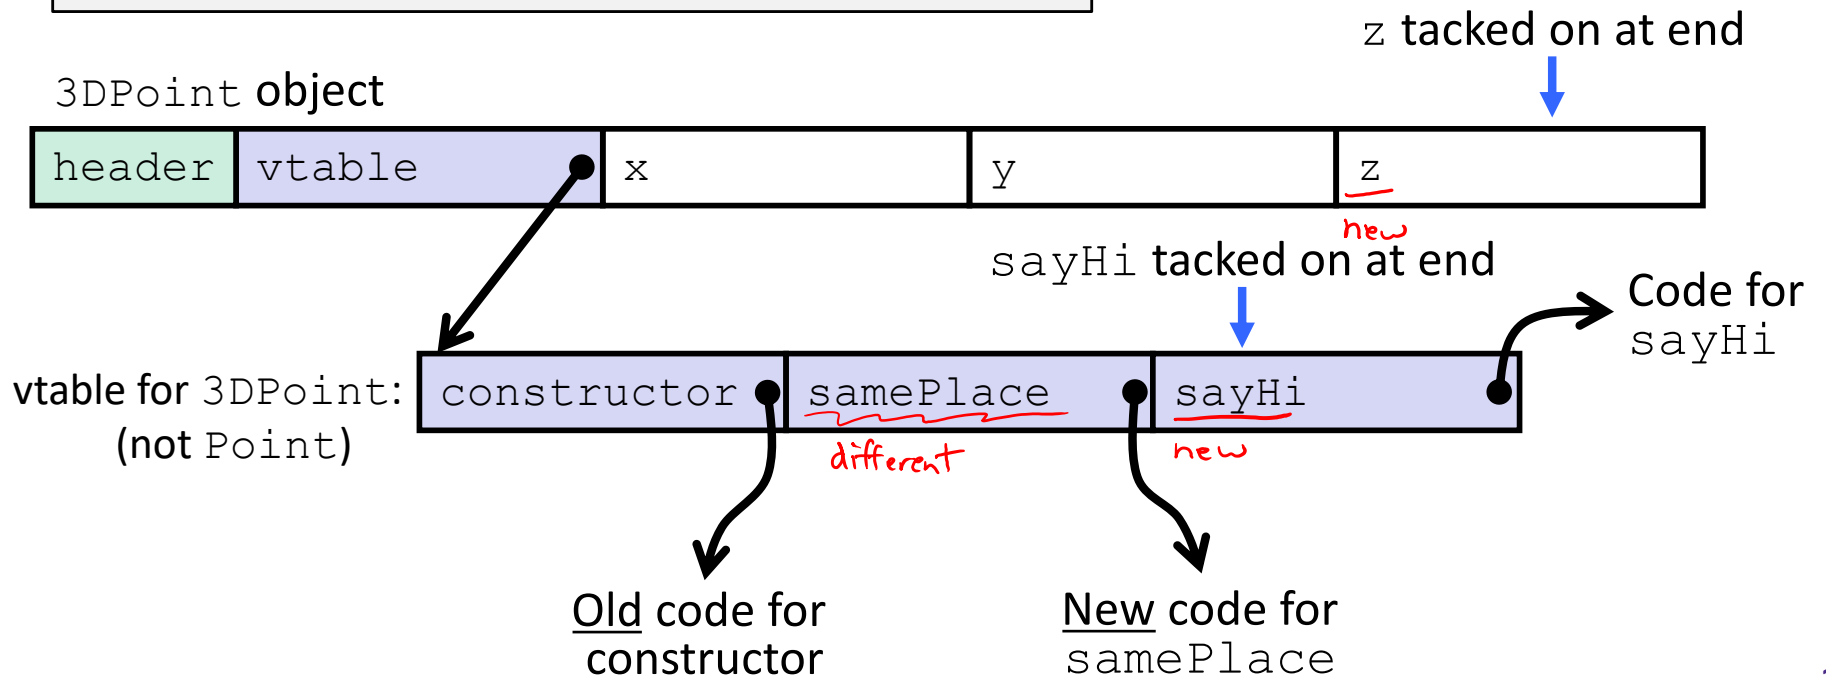 z tacked on at end
3DPoint object
header vtable x y z
new
sayHi tacked on at end
Code for
sayHi
vtable for 3DPoint:
(not Point)
constructor samePlace sayHi
different
new
Old code for
constructor
New code for
samePlace